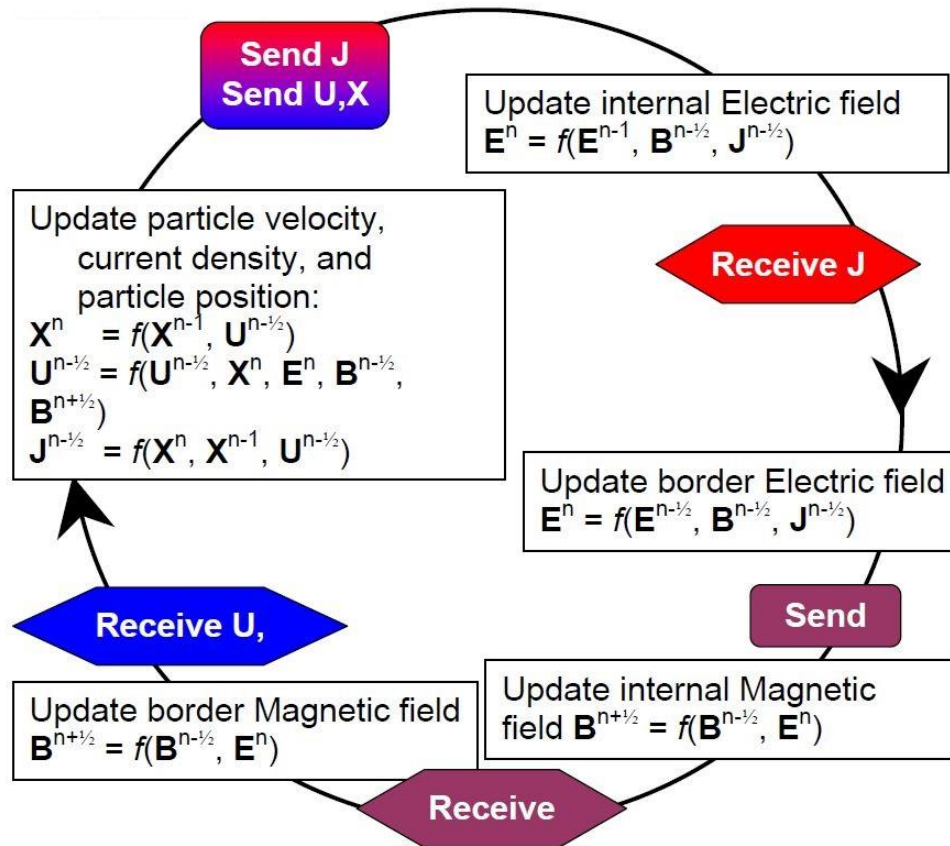 Send J
Send U,X
Update internal Electric field
Eⁿ = f(Eⁿ⁻¹, Bⁿ⁻½, Jⁿ⁻½)
Receive J
Update border Electric field
Eⁿ = f(Eⁿ⁻½, Bⁿ⁻½, Jⁿ⁻½)
Send
Update internal Magnetic
field Bⁿ⁺½ = f(Bⁿ⁻½, Eⁿ)
Receive
Update border Magnetic field
Bⁿ⁺½ = f(Bⁿ⁻½, Eⁿ)
Receive U,
Update particle velocity,
current density, and
particle position:
Xⁿ = f(Xⁿ⁻¹, Uⁿ⁻½)
Uⁿ⁻½ = f(Uⁿ⁻½, Xⁿ, Eⁿ, Bⁿ⁻½,
Bⁿ⁺½)
Jⁿ⁻½ = f(Xⁿ, Xⁿ⁻¹, Uⁿ⁻½)